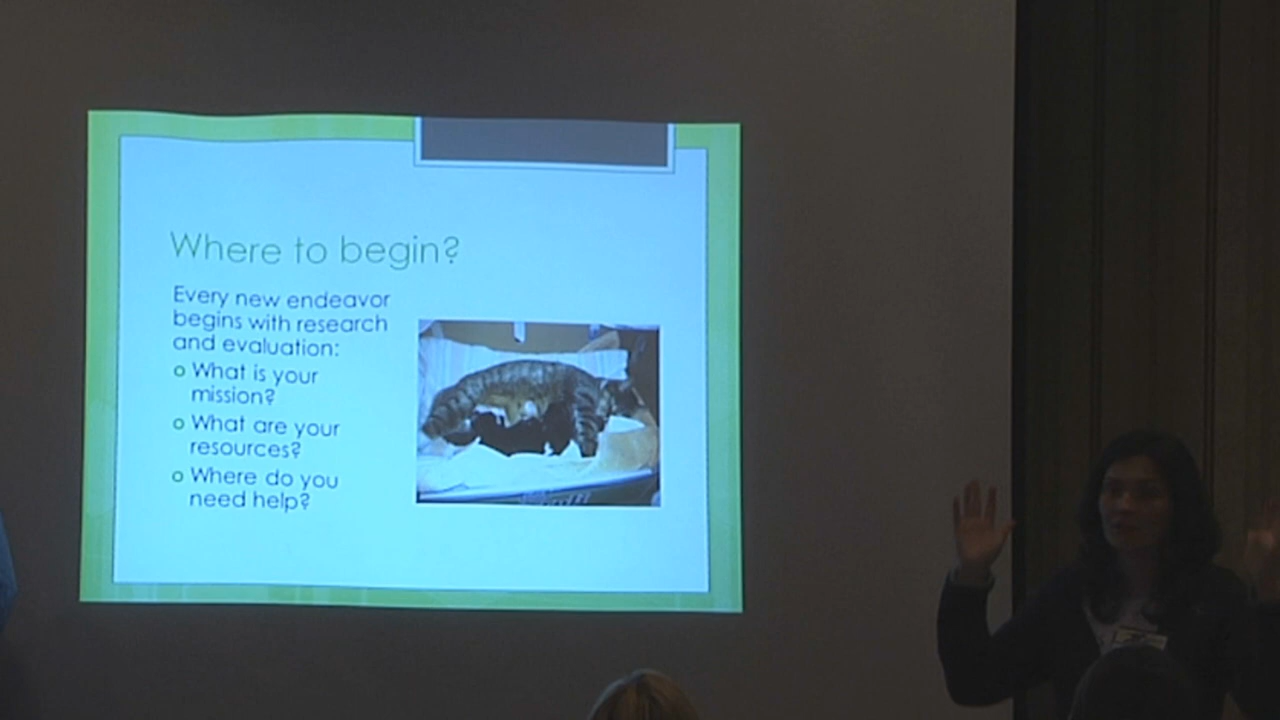 Where to begin?
Every new endeavor
begins with research
and evaluation:
What is your
mission?
What are your
resources?
Where do you
need help?